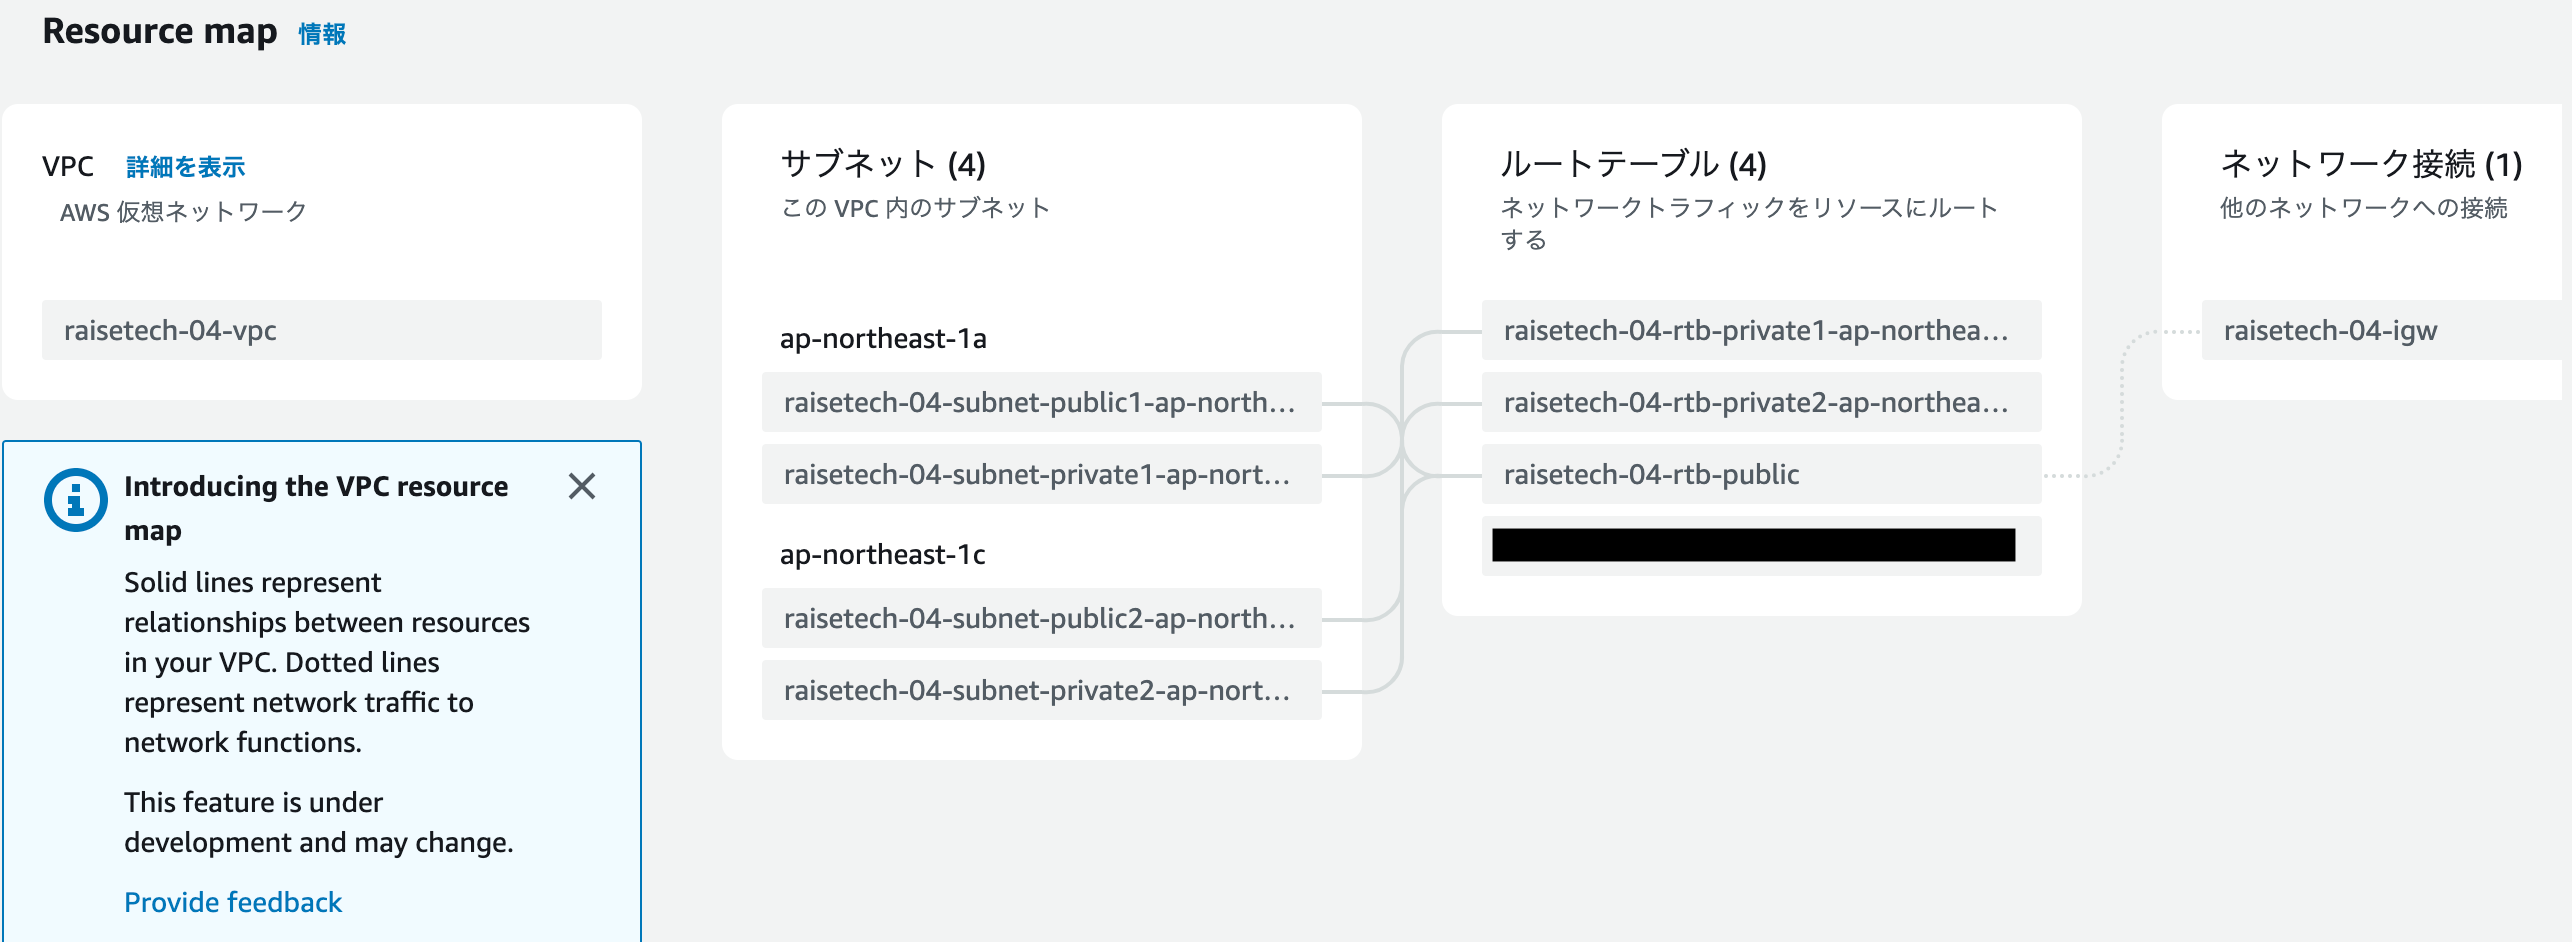 Resource map 情報
VPC 詳細を表示
AWS 仮想ネットワーク
raisetech-04-vpc
Introducing the VPC resource
map
Solid lines represent
relationships between resources
in your VPC. Dotted lines
represent network traffic to
network functions.
This feature is under
development and may change.
Provide feedback
サブネット (4)
この VPC 内のサブネット
ap-northeast-1a
raisetech-04-subnet-public1-ap-north...
raisetech-04-subnet-private1-ap-nort...
ap-northeast-1c
raisetech-04-subnet-public2-ap-north...
raisetech-04-subnet-private2-ap-nort...
ルートテーブル (4)
ネットワークトラフィックをリソースにルート
する
raisetech-04-rtb-private1-ap-northea...
raisetech-04-rtb-private2-ap-northea...
raisetech-04-rtb-public
ネットワーク接続 (1)
他のネットワークへの接続
raisetech-04-igw